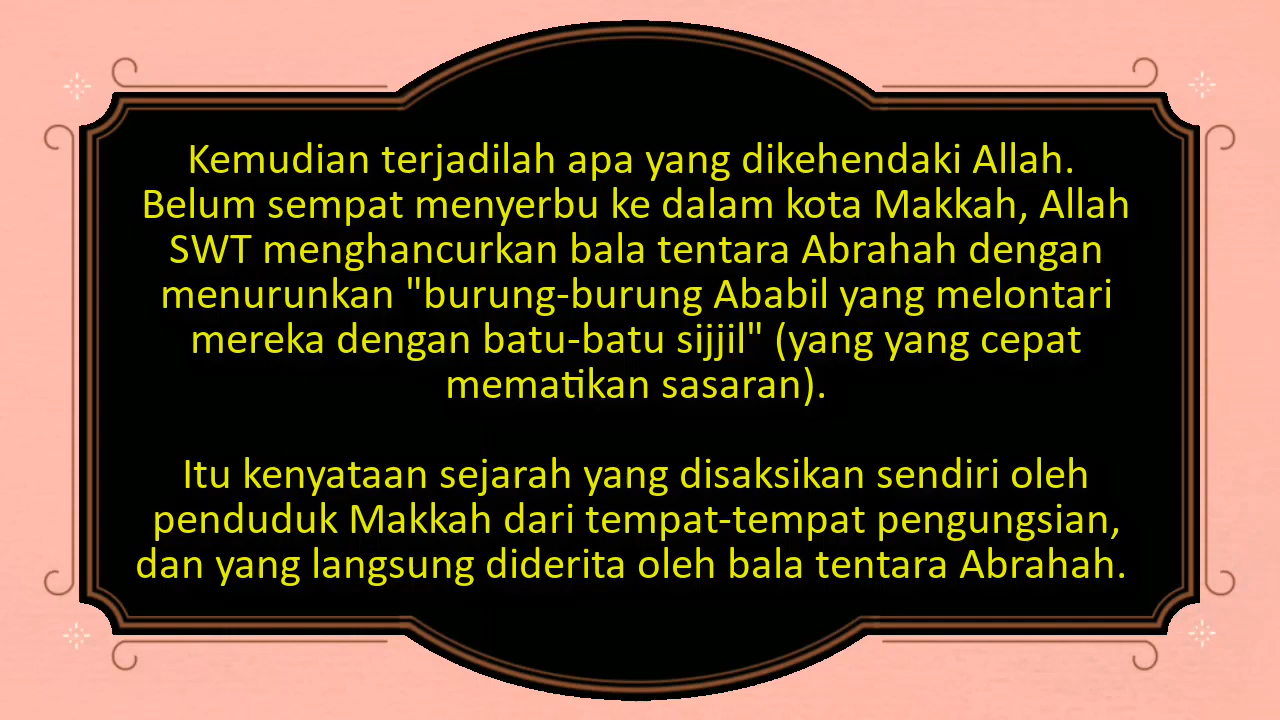 Kemudian terjadilah apa yang dikehendaki Allah.
Belum sempat menyerbu ke dalam kota Makkah, Allah
SWT menghancurkan bala tentara Abrahah dengan
menurunkan "burung-burung Ababil yang melontari
mereka dengan batu-batu sijjil" (yang yang cepat
mematikan sasaran).
Itu kenyataan sejarah yang disaksikan sendiri oleh
penduduk Makkah dari tempat-tempat pengungsian,
dan yang langsung diderita oleh bala tentara Abrahah.